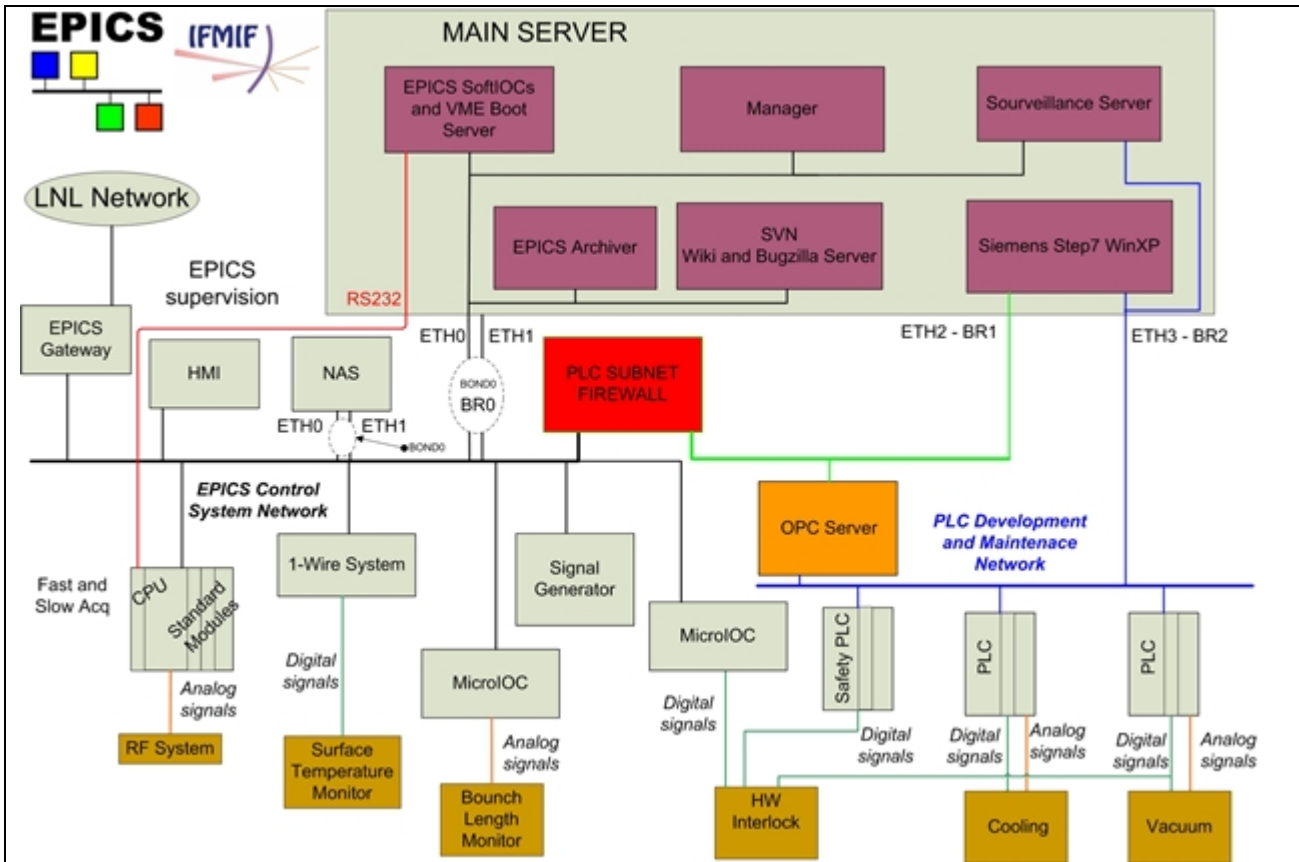 EPICS
IFMIF
MAIN SERVER
EPICS SoftIOCs
and VME Boot
Server
Manager
Sourveillance Server
LNL Network
EPICS Archiver
SVN
Wiki and Bugzilla Server
Siemens Step7 WinXP
EPICS
supervision
RS232
EPICS
Gateway
HMI
NAS
ETH0
ETH1
BOND0
BR0
PLC SUBNET
FIREWALL
ETH2 - BR1
ETH3 - BR2
ETH0
ETH1
BOND0
EPICS Control
System Network
OPC Server
PLC Development
and Maintenace
Network
Fast and
Slow Acq
CPU
Standard
Modules
1-Wire System
Signal
Generator
MicroIOC
MicroIOC
Safety PLC
PLC
PLC
Analog
signals
Digital
signals
Analog
signals
Digital
signals
Digital
signals
Digital
signals
Analog
signals
Digital
signals
Analog
signals
RF System
Surface
Temperature
Monitor
Bounch
Length
Monitor
HW
Interlock
Cooling
Vacuum